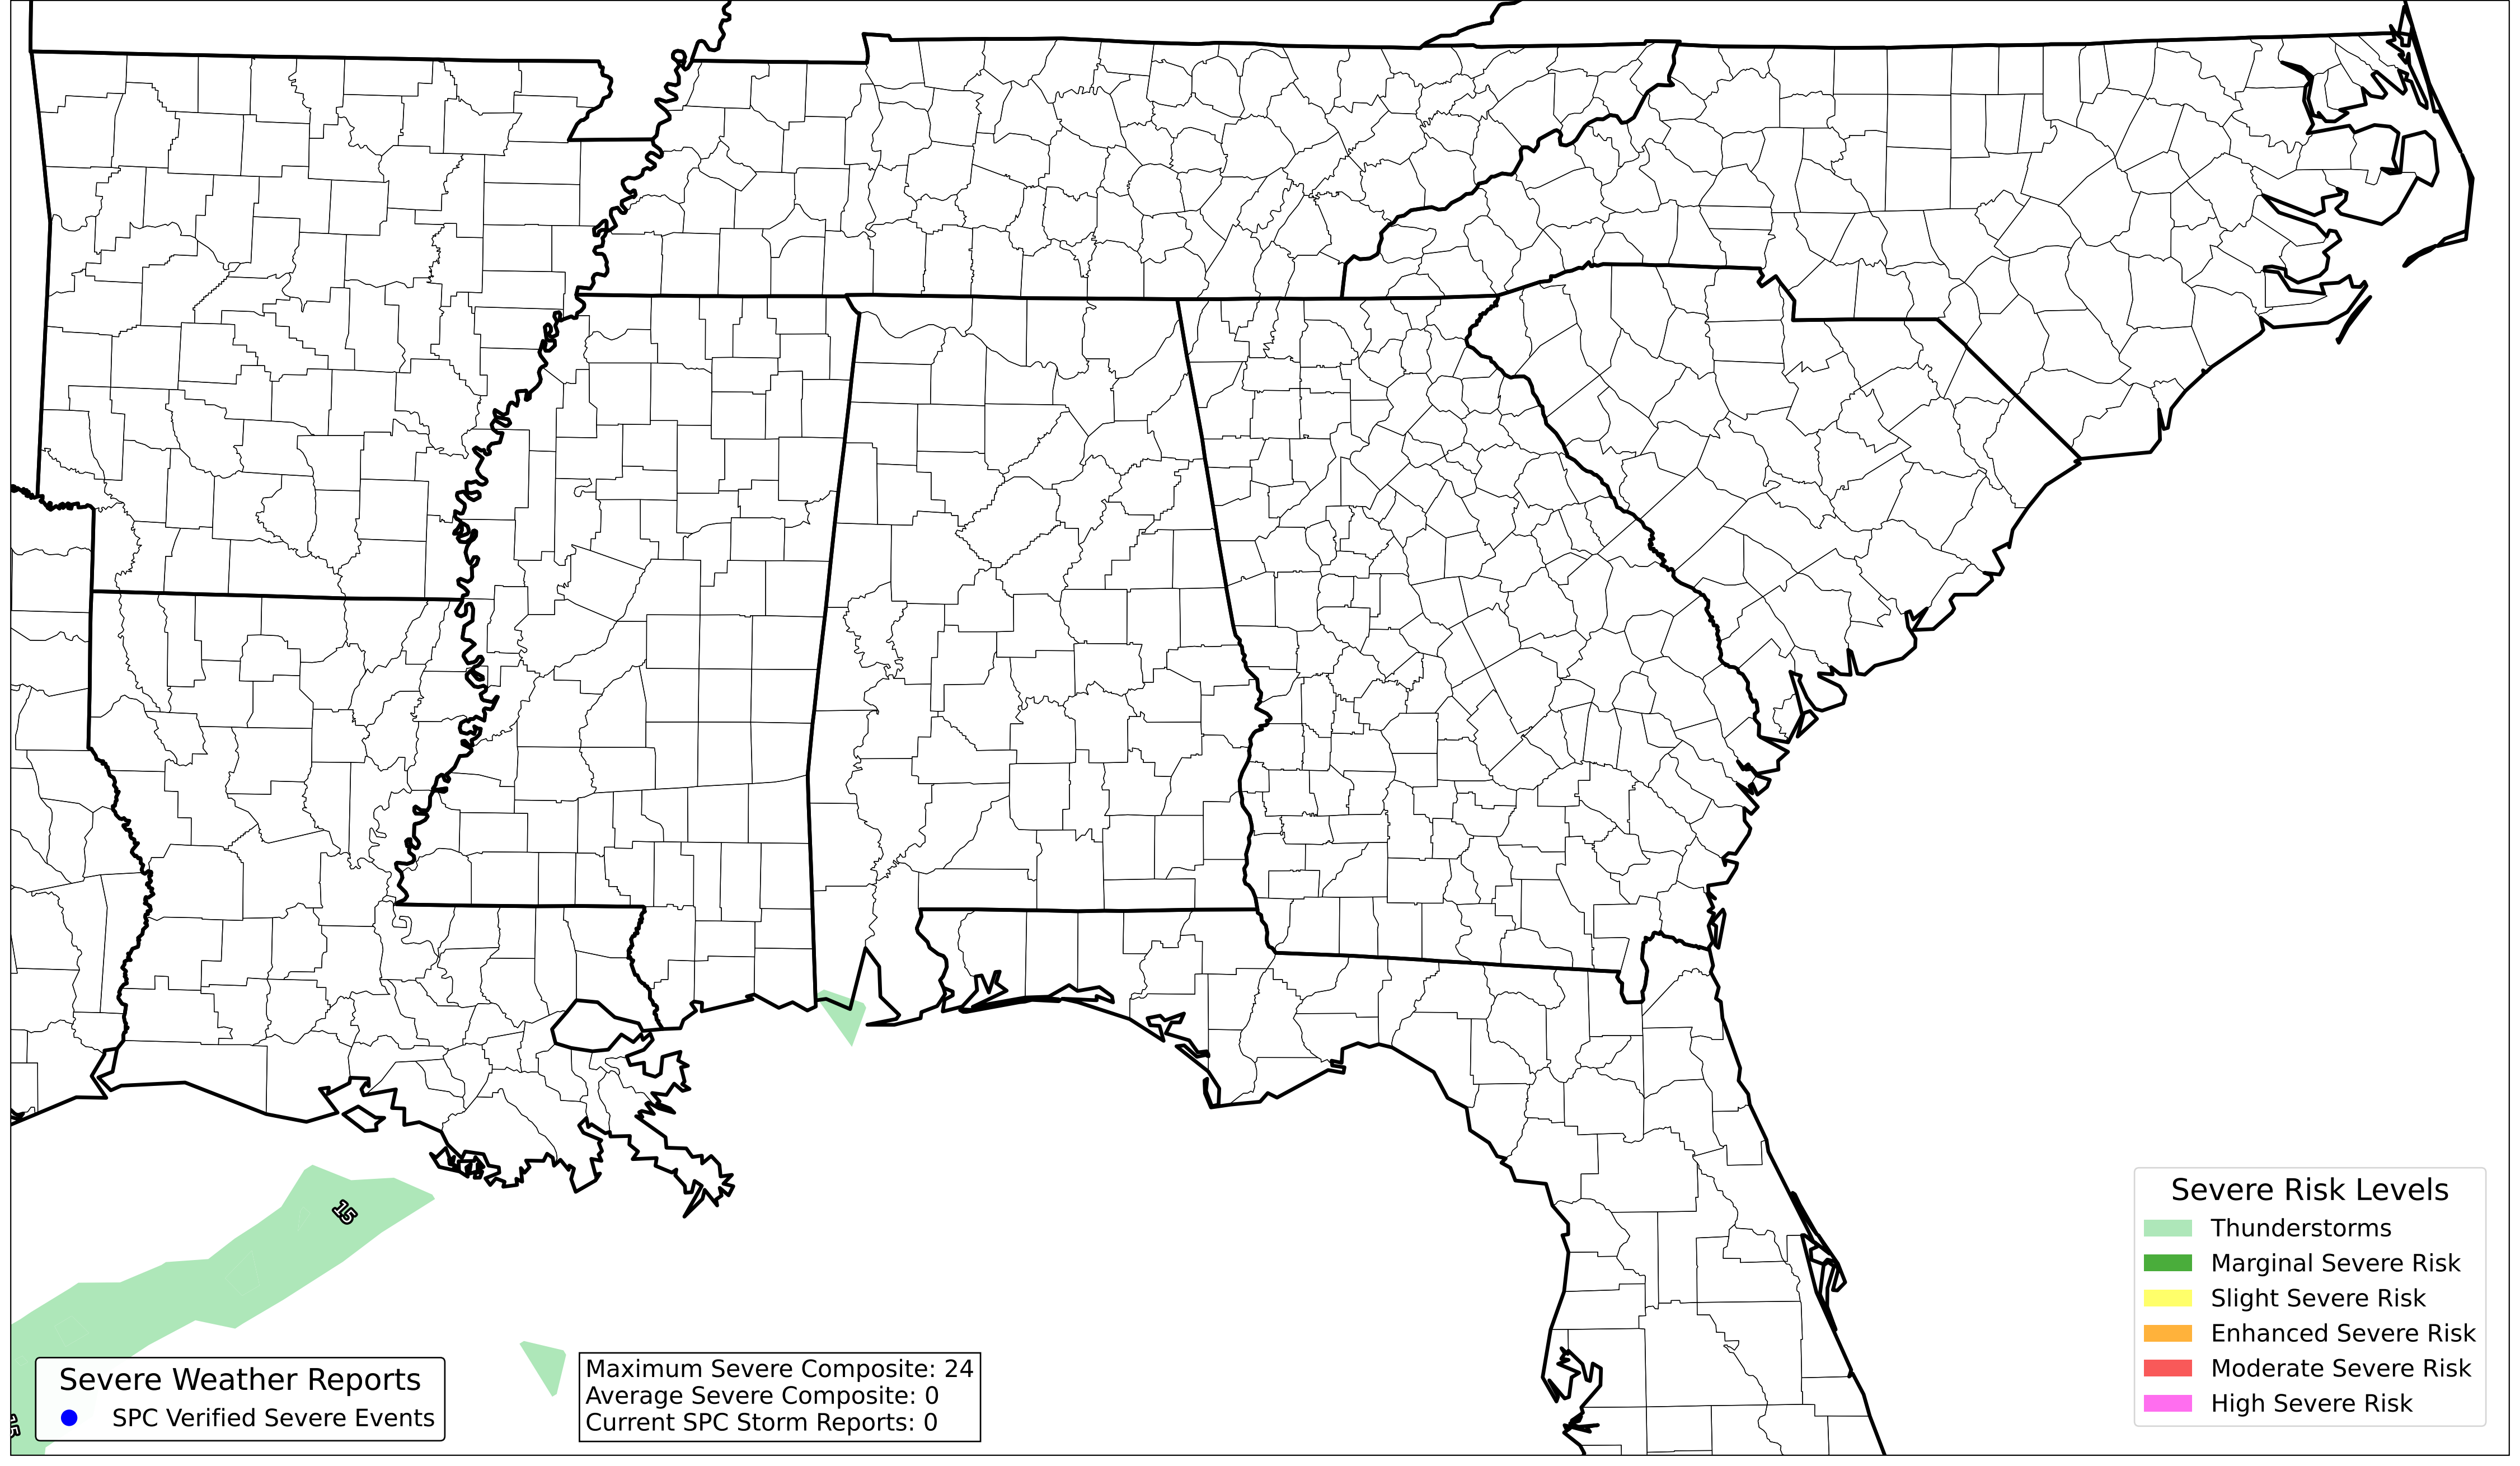 15
15
Severe Weather Reports
SPC Verified Severe Events
Maximum Severe Composite: 24
Average Severe Composite: 0
Current SPC Storm Reports: 0
Severe Risk Levels
Thunderstorms
Marginal Severe Risk
Slight Severe Risk
Enhanced Severe Risk
Moderate Severe Risk
High Severe Risk